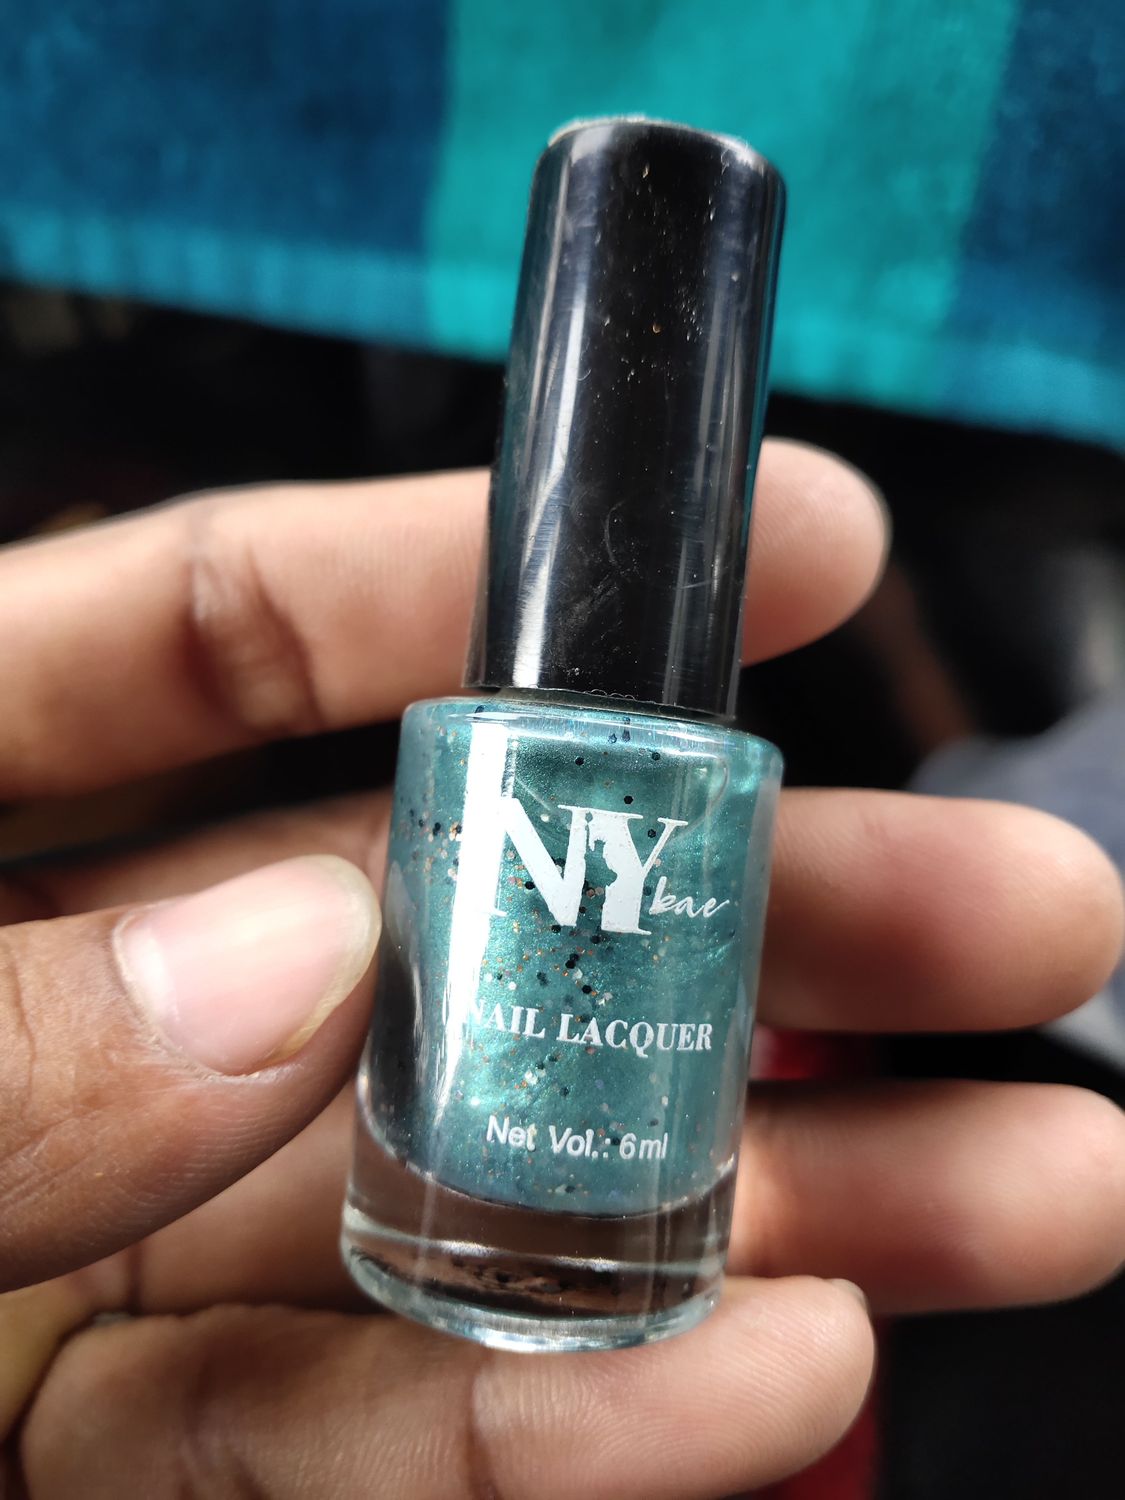 NY bae
NAIL LACQUER
Net Vol.: 6ml